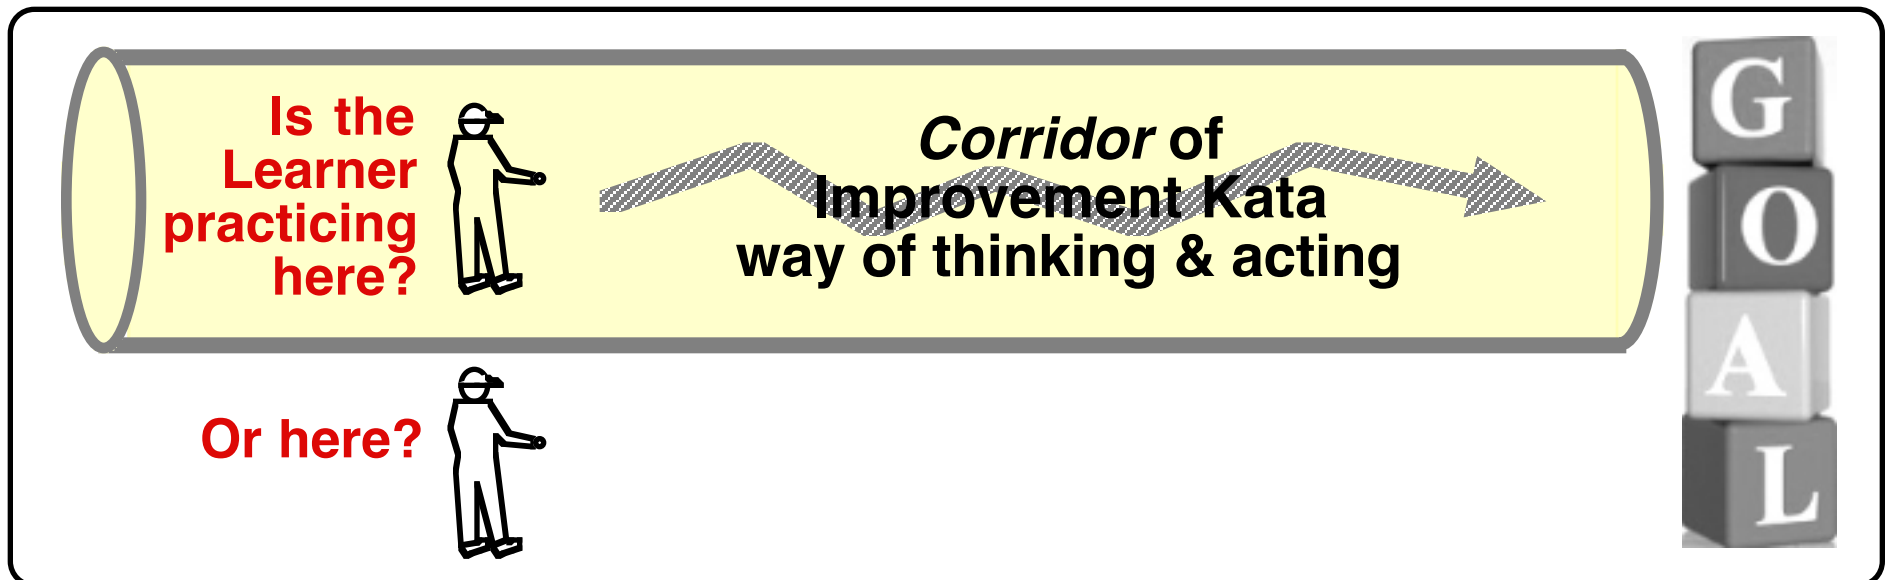 Is the
Learner
practicing
here?
Corridor of
Improvement Kata
way of thinking & acting
Or here?
G
O
A
L